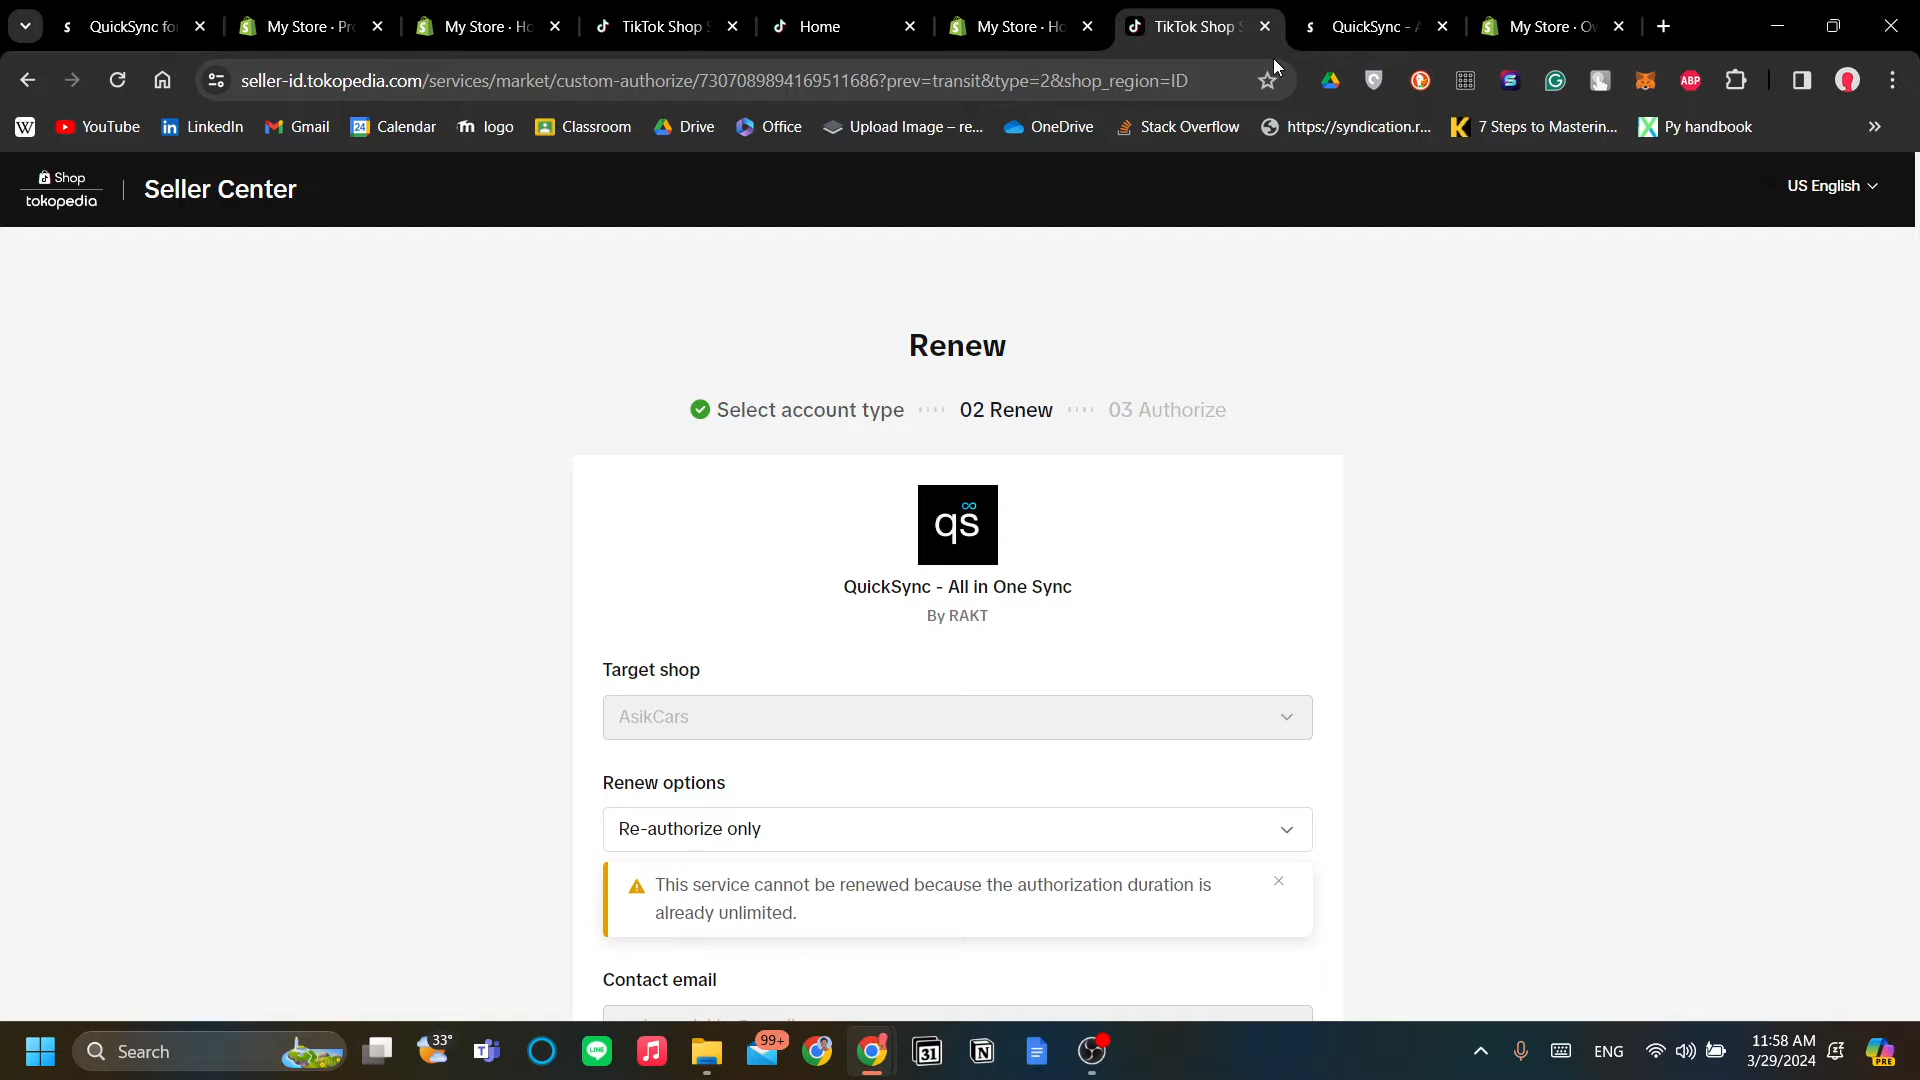 QuickSync fo
My Store · Pr
My Store · Ho
TikTok Shop
Home
My Store · Ho
TikTok Shop S
QuickSync - A
My Store · Ov
seller-id.tokopedia.com/services/market/custom-authorize/7307089894169511686?prev=transit&type=2&shop_region=ID
ABP
W YouTube LinkedIn Gmail Calendar logo Classroom Drive Office Upload Image – re... OneDrive Stack Overflow https://syndication.r... 7 Steps to Masterin... Py handbook »
Shop
tokopedia
Seller Center
US English
Renew
Select account type
02 Renew
03 Authorize
qs
QuickSync - All in One Sync
By RAKT
Target shop
AsikCars
Renew options
Re-authorize only
This service cannot be renewed because the authorization duration is
already unlimited.
Contact email
Search
33°
99+
31
ENG
11:58 AM
3/29/2024
PRE